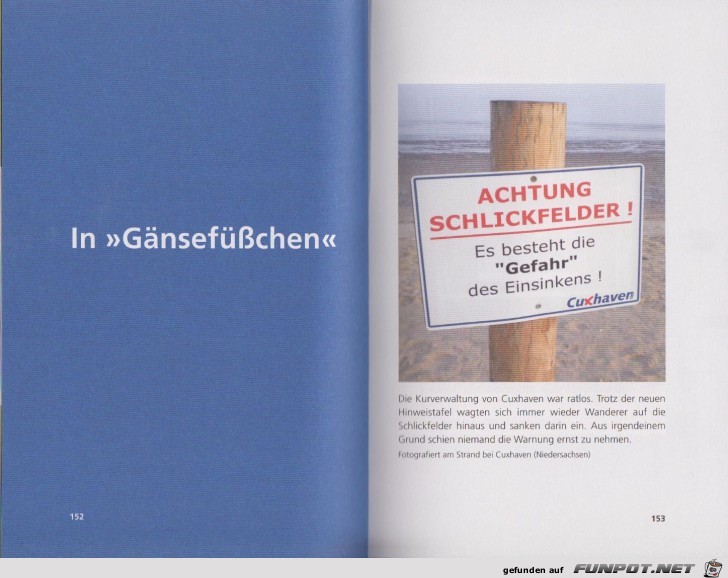 In »Gänsefüßchen«
152
ACHTUNG
SCHLICKFELDER !
Es besteht die
"Gefahr"
des Einsinkens !
Cuxhaven
Die Kurverwaltung von Cuxhaven war ratlos. Trotz der neuen
Hinweistafel wagten sich immer wieder Wanderer auf die
Schlickfelder hinaus und sanken darin ein. Aus irgendeinem
Grund schien niemand die Warnung ernst zu nehmen.
Fotografiert am Strand bei Cuxhaven (Niedersachsen)
153
gefunden auf FUNPOT.NET